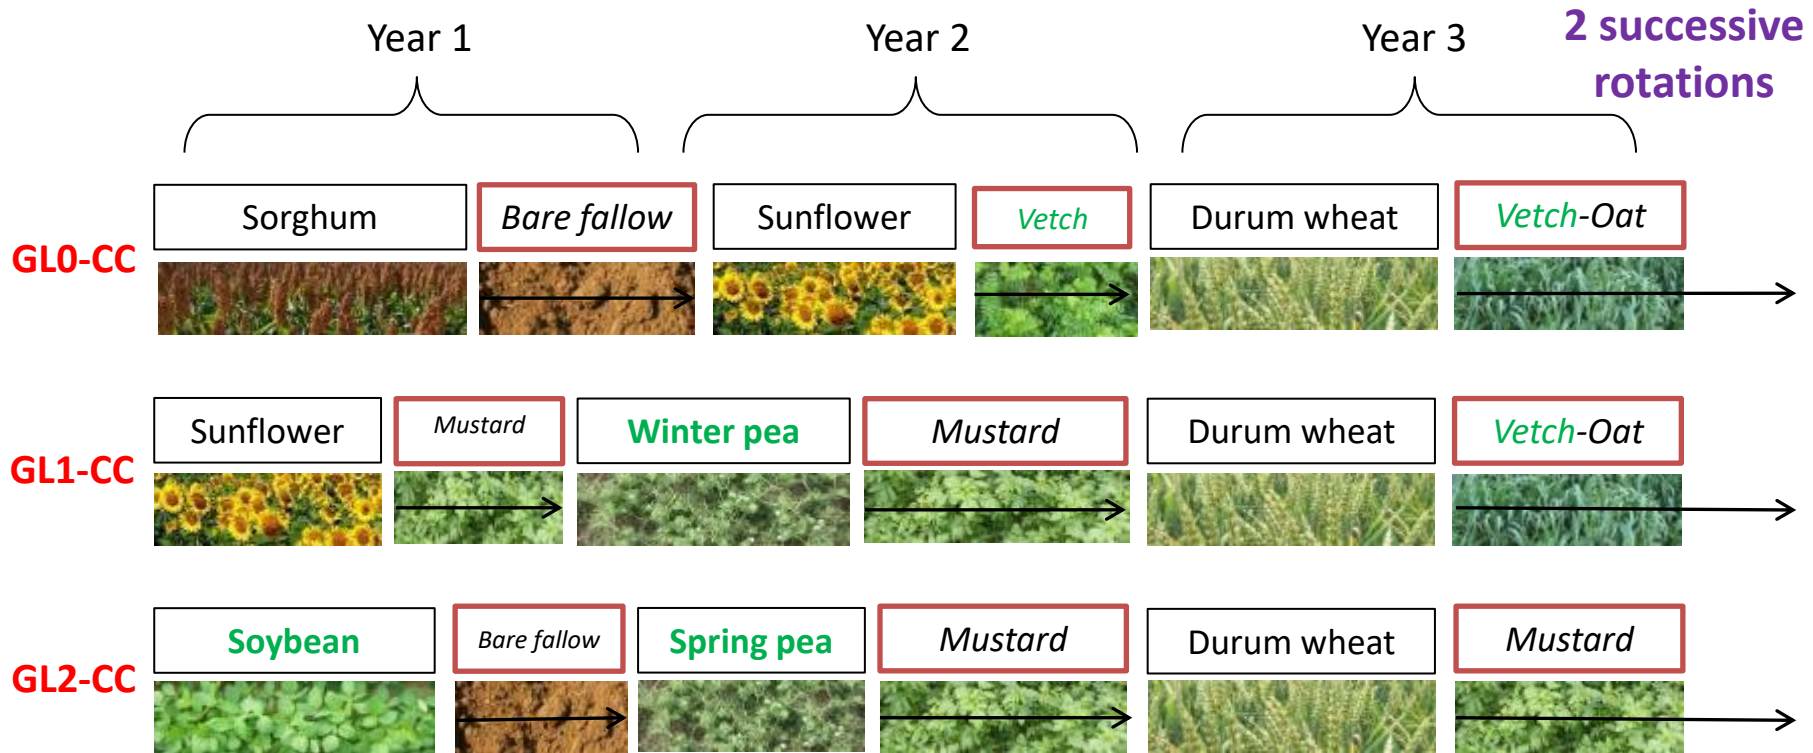 Year 1
Year 2
Year 3
2 successive
rotations
GL0-CC
Sorghum
Bare fallow
Sunflower
Vetch
Durum wheat
Vetch-Oat
GL1-CC
Sunflower
Mustard
Winter pea
Mustard
Durum wheat
Vetch-Oat
GL2-CC
Soybean
Bare fallow
Spring pea
Mustard
Durum wheat
Mustard